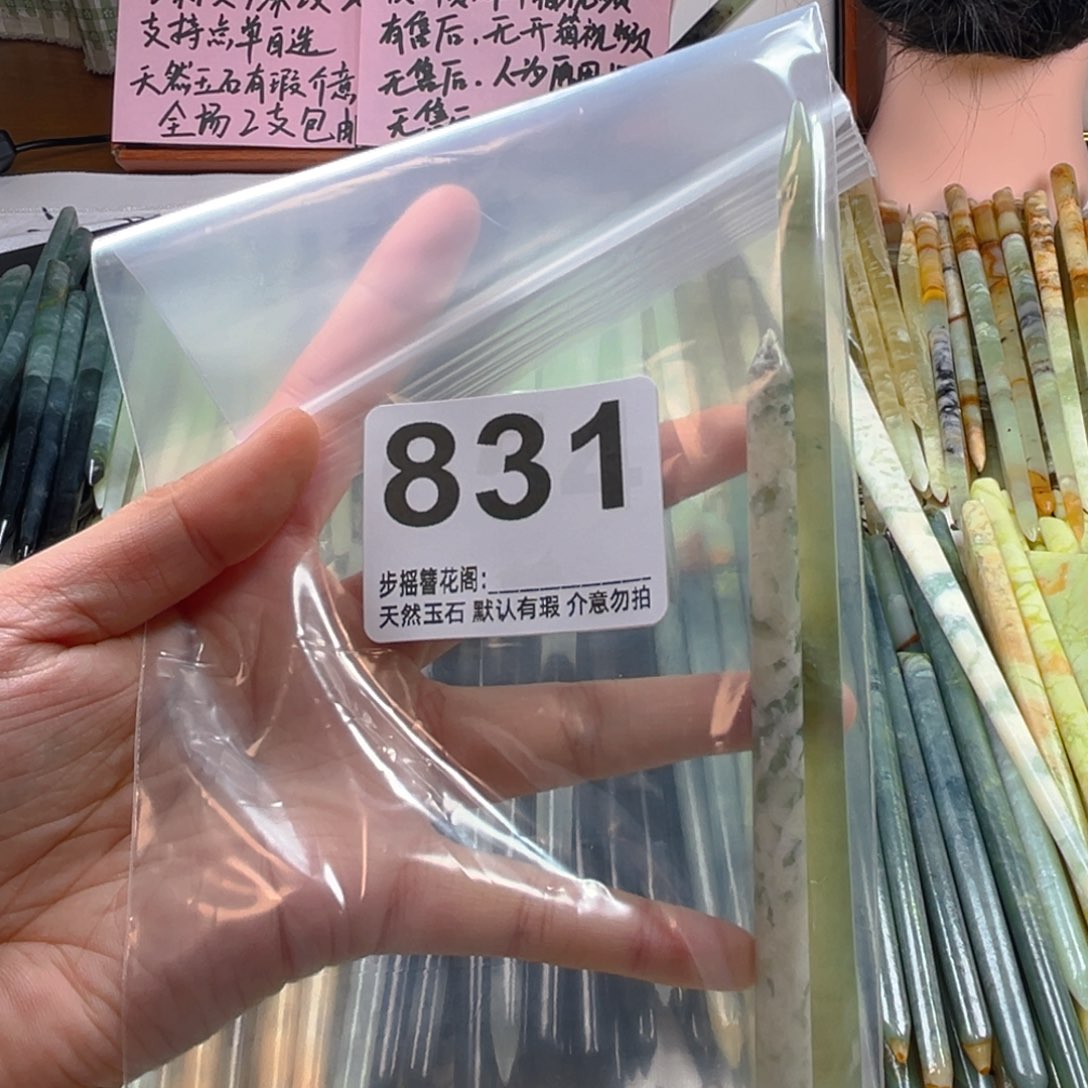 支持点单自选
天然玉石有瑕介意
全场2支包邮
有售后.无开箱视频
无售后.人为原因
无售后
831
步摇簪花阁:
天然玉石 默认有瑕 介意勿拍